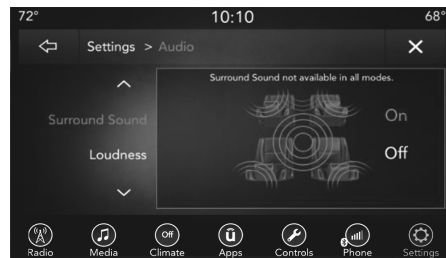 72° 10:10 68°
Settings > Audio
Surround Sound not available in all modes.
Surround Sound On
Loudness Off
Off
Radio Media Climate Apps Controls Phone Settings